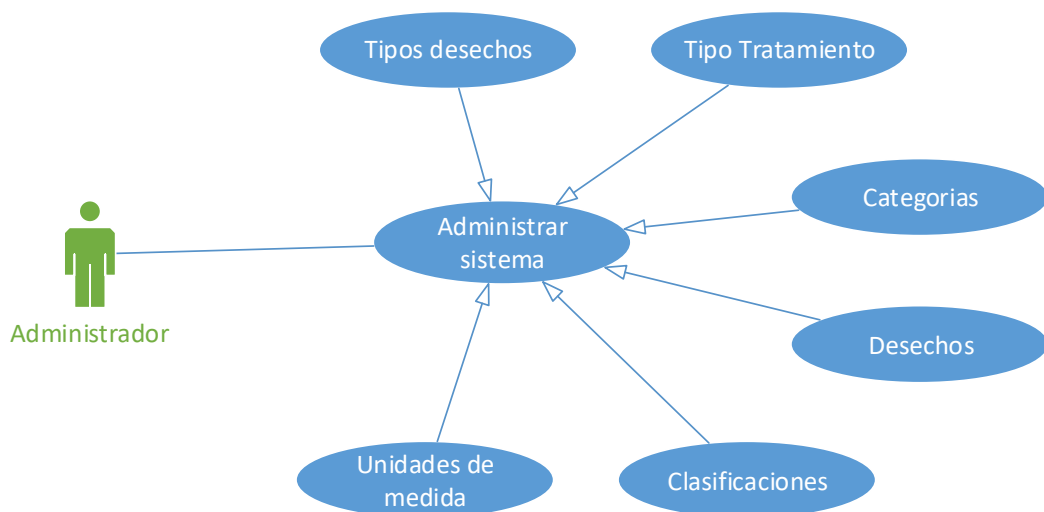 Tipos desechos
Tipo Tratamiento
Categorias
Administrar
sistema
Administrador
Desechos
Unidades de
medida
Clasificaciones